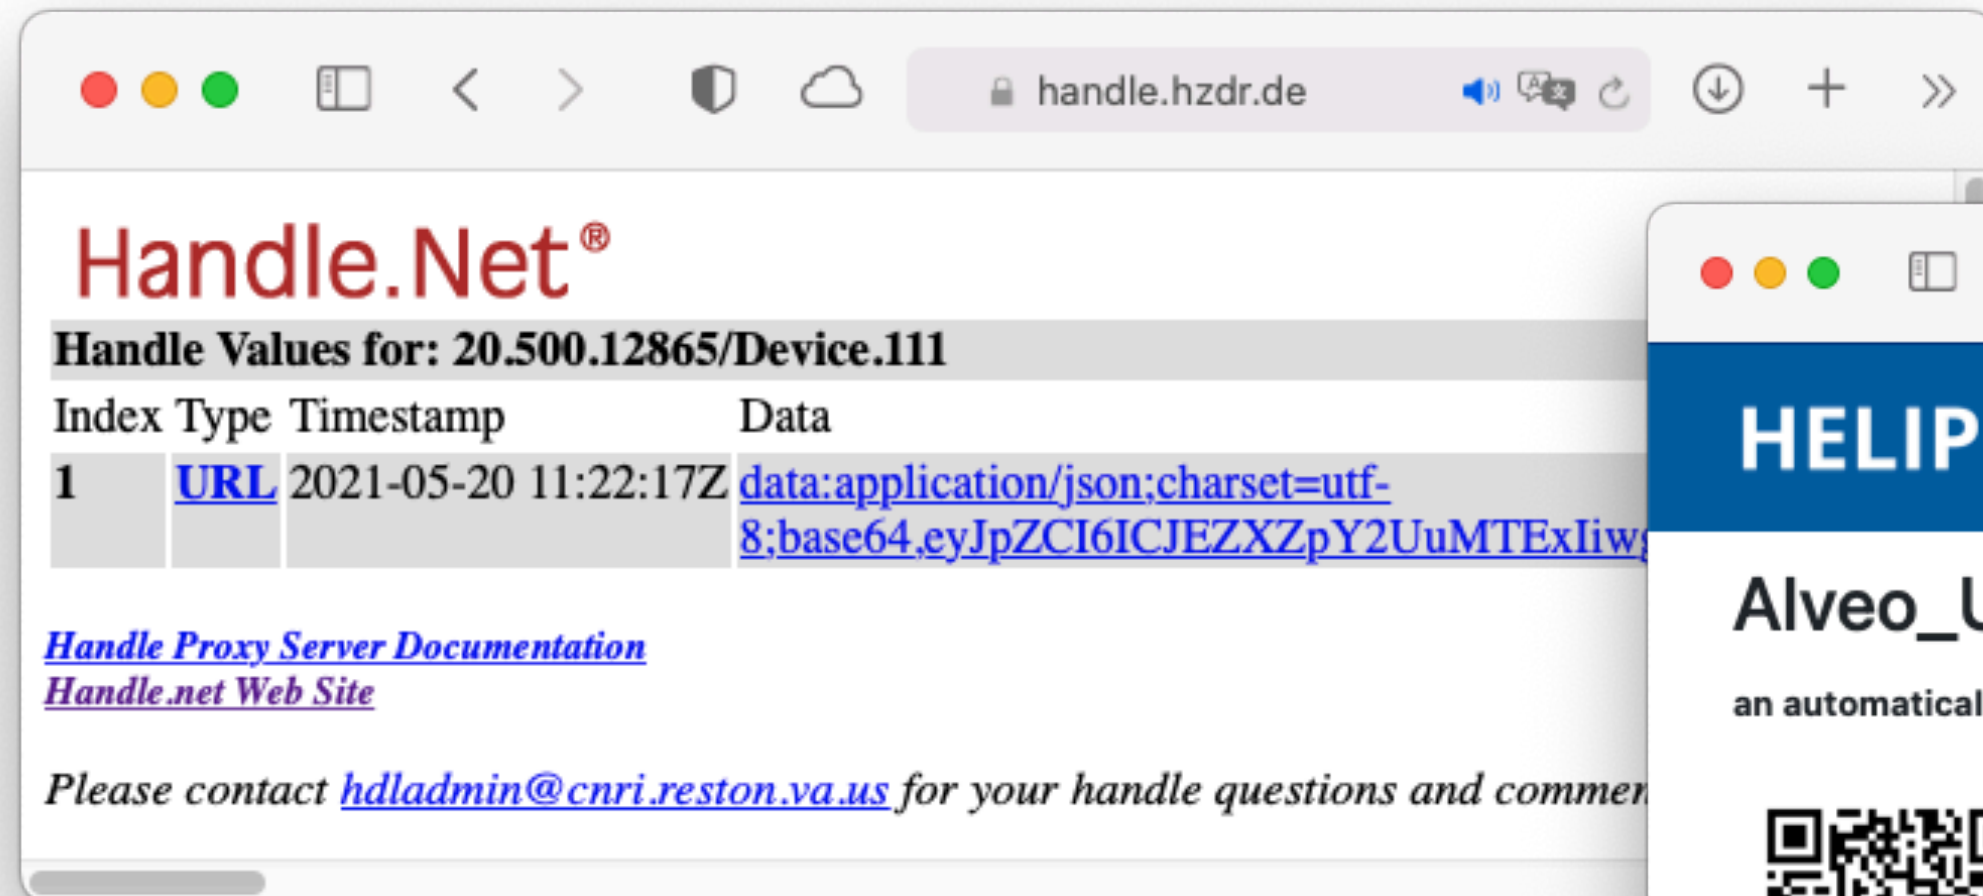 handle.hzdr.de
Handle.Net®
Handle Values for: 20.500.12865/Device.111
Index Type Timestamp Data
1 URL 2021-05-20 11:22:17Z data:application/json;charset=utf-
8;base64,eyJpZCI6ICJEZXZpY2UuMTExIiwg
Handle Proxy Server Documentation
Handle.net Web Site
Please contact hdladmin@cnri.reston.va.us for your handle questions and commen
HELIP
Alveo_U
an automatical